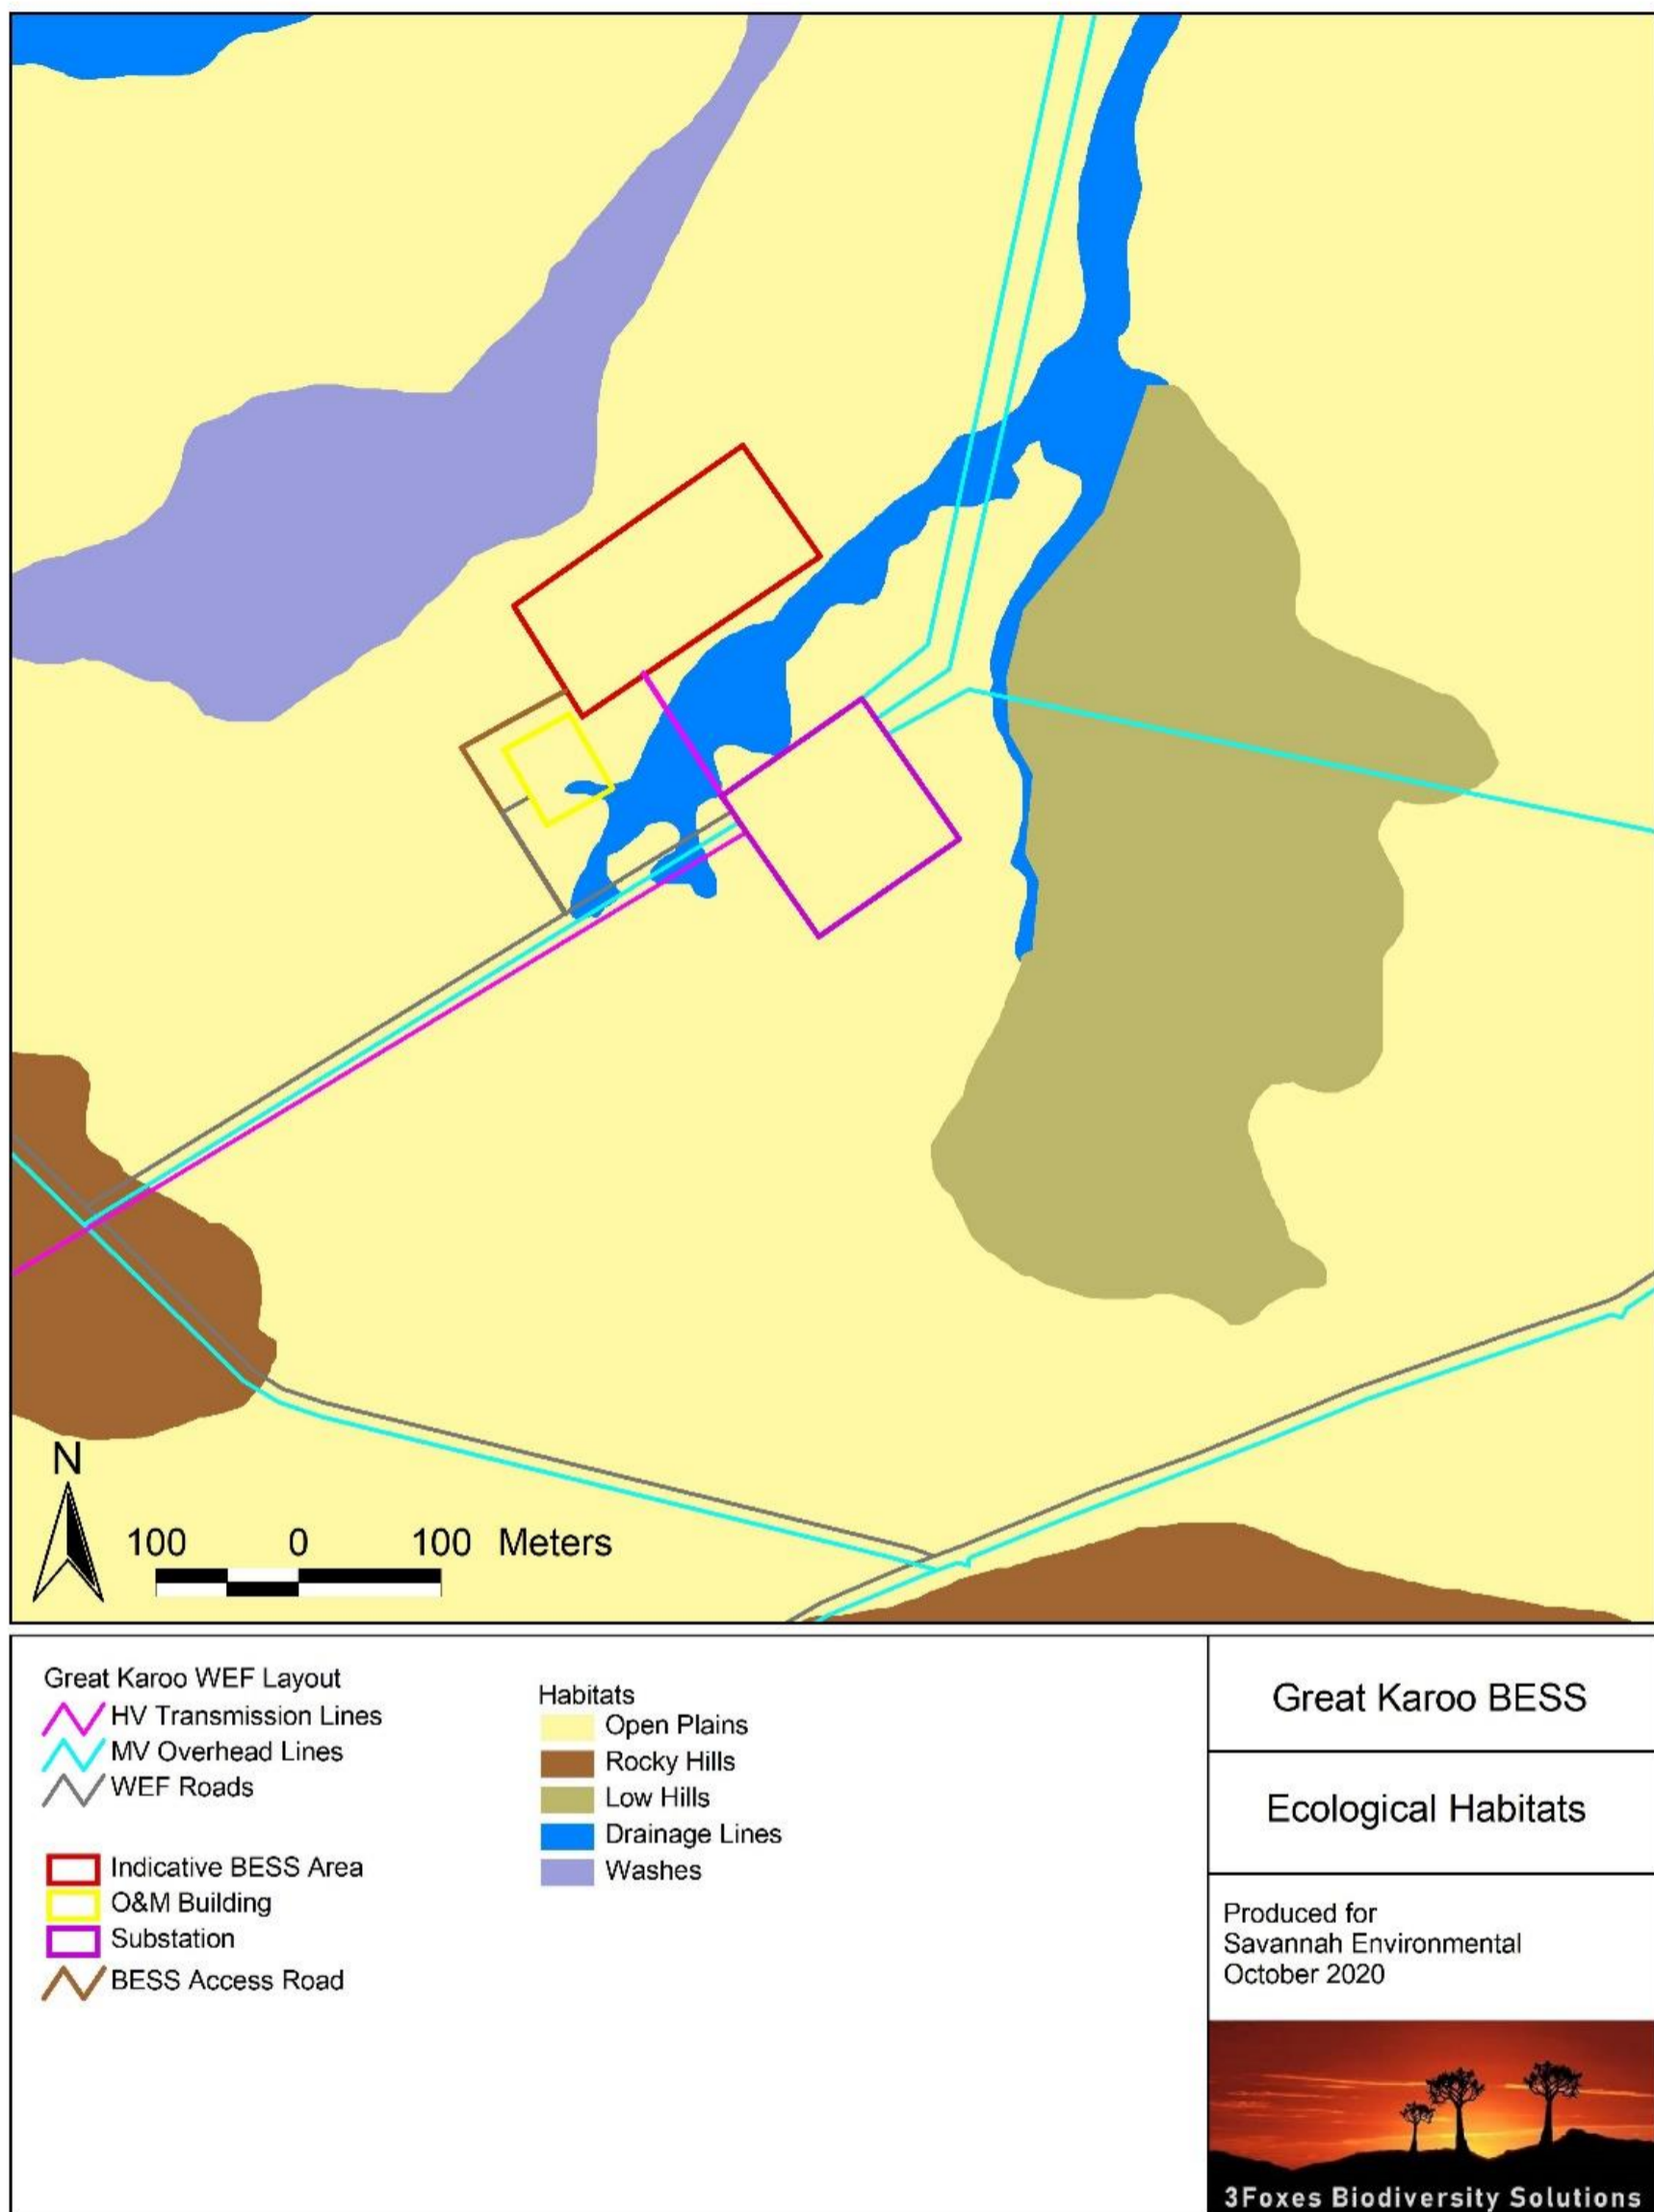 N
100 0 100 Meters
Great Karoo WEF Layout
HV Transmission Lines
MV Overhead Lines
WEF Roads
Indicative BESS Area
O&M Building
Substation
BESS Access Road
Habitats
Open Plains
Rocky Hills
Low Hills
Drainage Lines
Washes
Great Karoo BESS
Ecological Habitats
Produced for
Savannah Environmental
October 2020
3Foxes Biodiversity Solutions